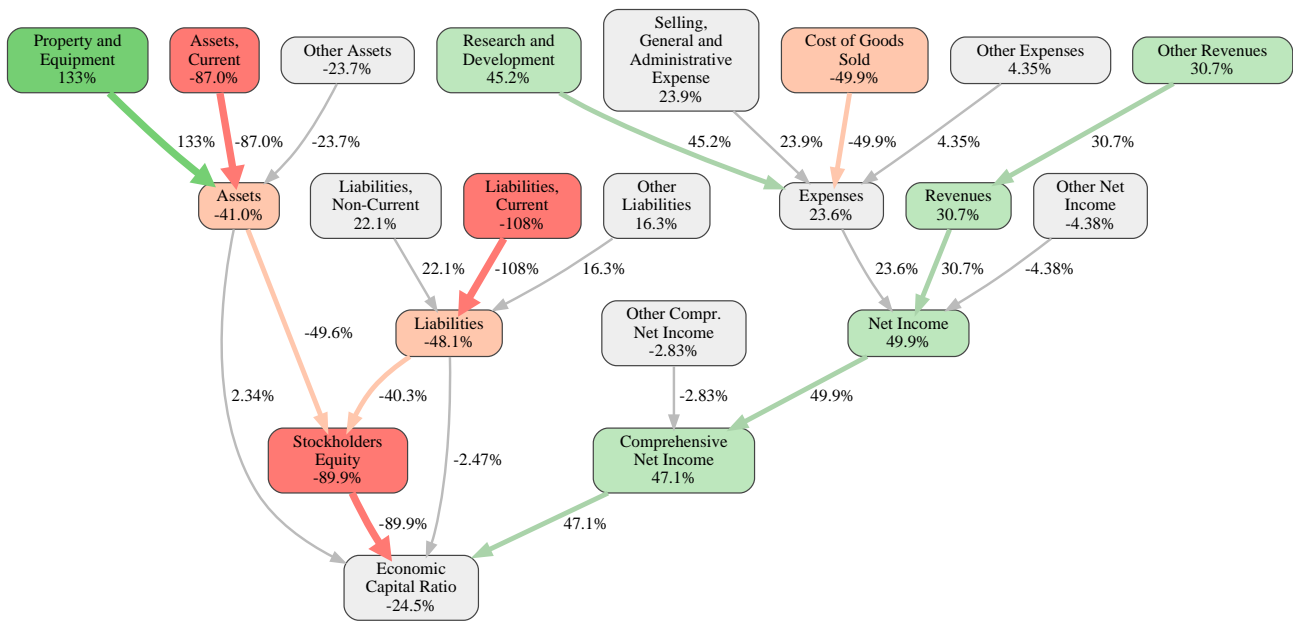 Property and
Equipment
133%
Assets,
Current
-87.0%
Other Assets
-23.7%
Research and
Development
45.2%
Selling,
General and
Administrative
Expense
23.9%
Cost of Goods
Sold
-49.9%
Other Expenses
4.35%
Other Revenues
30.7%
133%
-87.0%
-23.7%
45.2%
23.9%
-49.9%
4.35%
30.7%
Assets
-41.0%
Liabilities,
Non-Current
22.1%
Liabilities,
Current
-108%
Other
Liabilities
16.3%
Expenses
23.6%
Revenues
30.7%
Other Net
Income
-4.38%
22.1%
-108%
16.3%
23.6%
30.7%
-4.38%
Liabilities
-48.1%
Other Compr.
Net Income
-2.83%
Net Income
49.9%
-49.6%
2.34%
-40.3%
-2.83%
49.9%
Stockholders
Equity
-89.9%
-2.47%
Comprehensive
Net Income
47.1%
-89.9%
47.1%
Economic
Capital Ratio
-24.5%